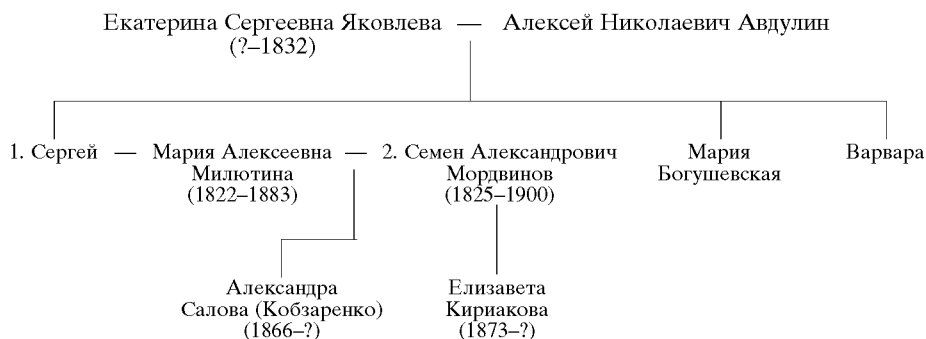 Екатерина Сергеевна Яковлева — Алексей Николаевич Авдулин
(?–1832)
1. Сергей — Мария Алексеевна — 2. Семен Александрович Мария Варвара
Милютина Мордвинов Богушевская
(1822–1883) (1825–1900)
Александра Елизавета
Салова (Кобзаренко) Кириакова
(1866–?) (1873–?)